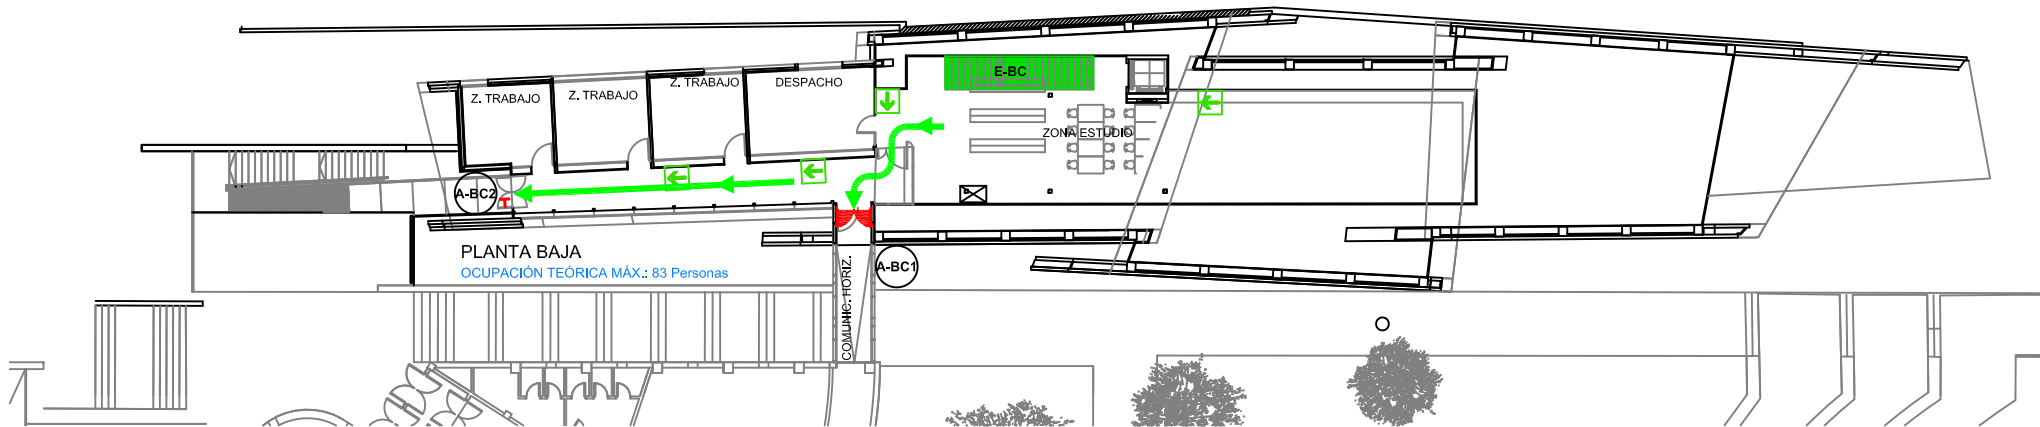 E-BC
Z. TRABAJO
Z. TRABAJO
Z. TRABAJO
DESPACHO
ZONA ESTUDIO
A-BC2
PLANTA BAJA
OCUPACIÓN TEÓRICA MÁX.: 83 Personas
A-BC1
COMUNIC. HORIZ.